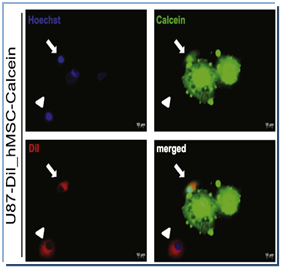 U87-DiI_hMSC-Calcein
Hoechst
Calcein
DiI
merged